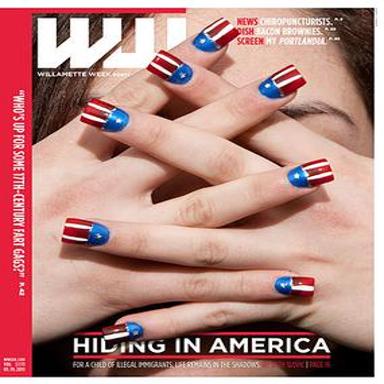 WW
WILLAMETTE WEEK
NEWS CHIROPUNCTURISTS.
DISH BACON BROWNIES.
SCREEN MY PORTLANDIA.
"WHO'S UP FOR SOME 17TH-CENTURY FART GAGS?" P. 42
HIDING IN AMERICA
FOR A CHILD OF ILLEGAL IMMIGRANTS, LIFE REMAINS IN THE SHADOWS.